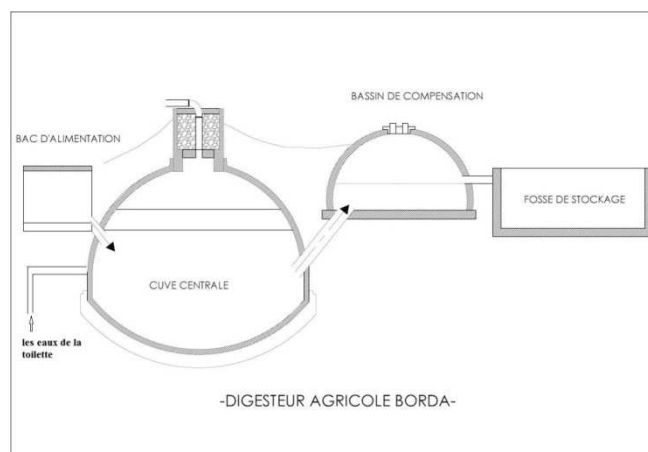 BASSIN DE COMPENSATION
BAC D'ALIMENTATION
FOSSE DE STOCKAGE
CUVE CENTRALE
les eaux de la
toilette
-DIGESTEUR AGRICOLE BORDA-